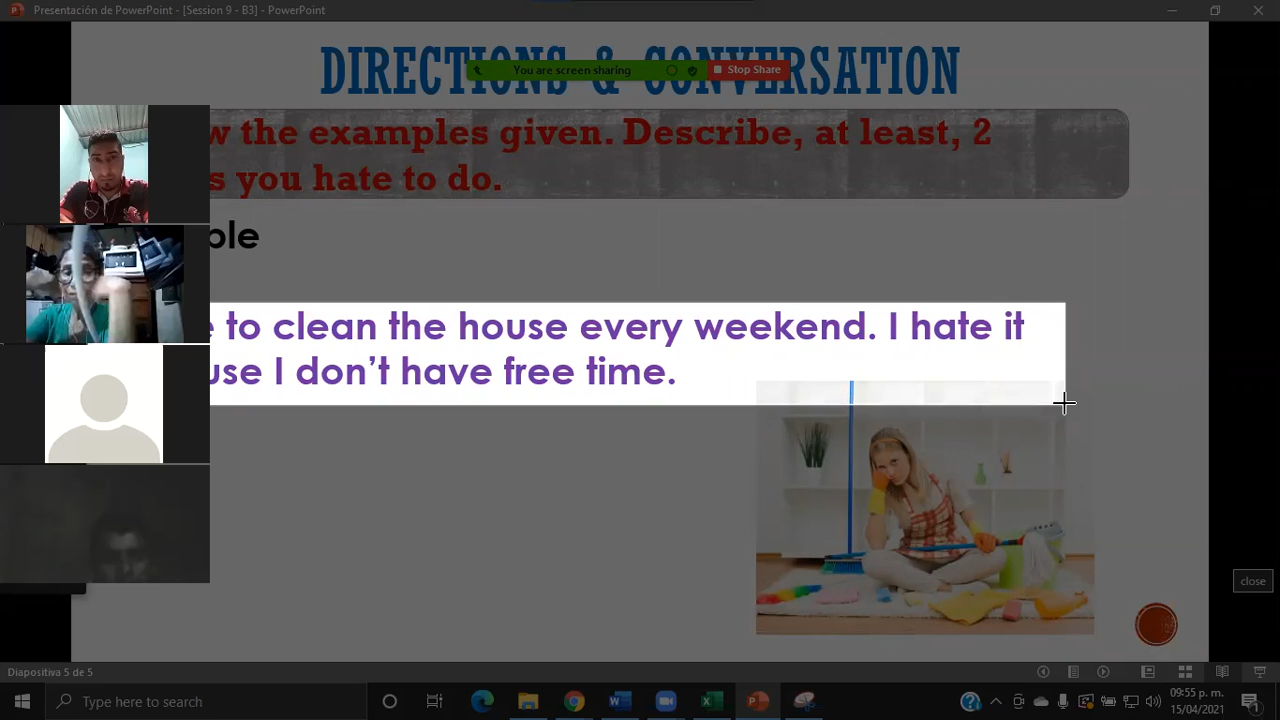 Presentación de PowerPoint - [Session 9 - B3] - PowerPoint
DIRECTIONS & CONVERSATION
You are screen sharing
Stop Share
w the examples given. Describe, at least, 2
s you hate to do.
ple
e to clean the house every weekend. I hate it
use I don't have free time.
close
Diapositiva 5 de 5
Type here to search
09:55 p. m.
15/04/2021